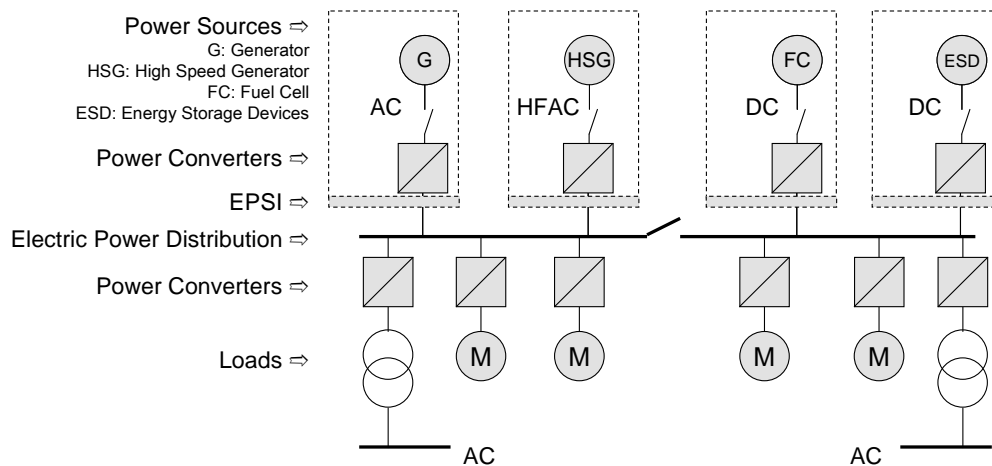 Power Sources ⇨
G: Generator
HSG: High Speed Generator
FC: Fuel Cell
ESD: Energy Storage Devices
G
HSG
FC
ESD
AC
HFAC
DC
DC
Power Converters ⇨
EPSI ⇨
Electric Power Distribution ⇨
Power Converters ⇨
Loads ⇨
M
M
M
M
AC
AC